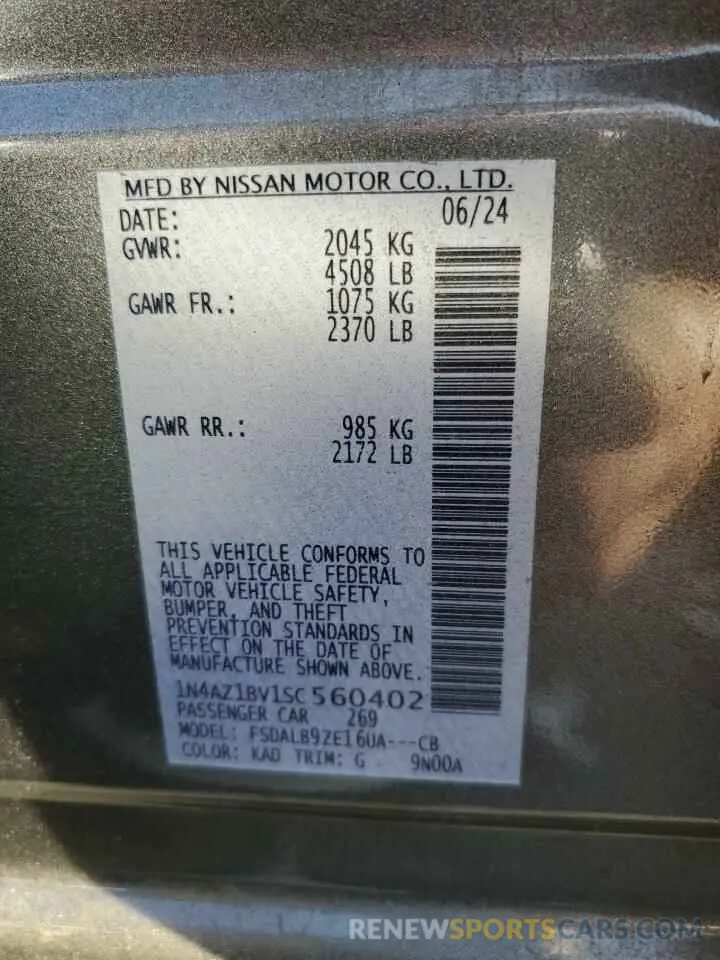 MFD BY NISSAN MOTOR CO., LTD.
DATE: 06/24
GVWR: 2045 KG
4508 LB
GAWR FR.: 1075 KG
2370 LB
GAWR RR.: 985 KG
2172 LB
THIS VEHICLE CONFORMS TO
ALL APPLICABLE FEDERAL
MOTOR VEHICLE SAFETY,
BUMPER, AND THEFT
PREVENTION STANDARDS IN
EFFECT ON THE DATE OF
MANUFACTURE SHOWN ABOVE.
1N4AZ1BV1SC560402
PASSENGER CAR 269
MODEL: FSDALB9ZE16UA---CB
COLOR: KAD TRIM: G 9N00A
RENEWSPORTSCARS.COM